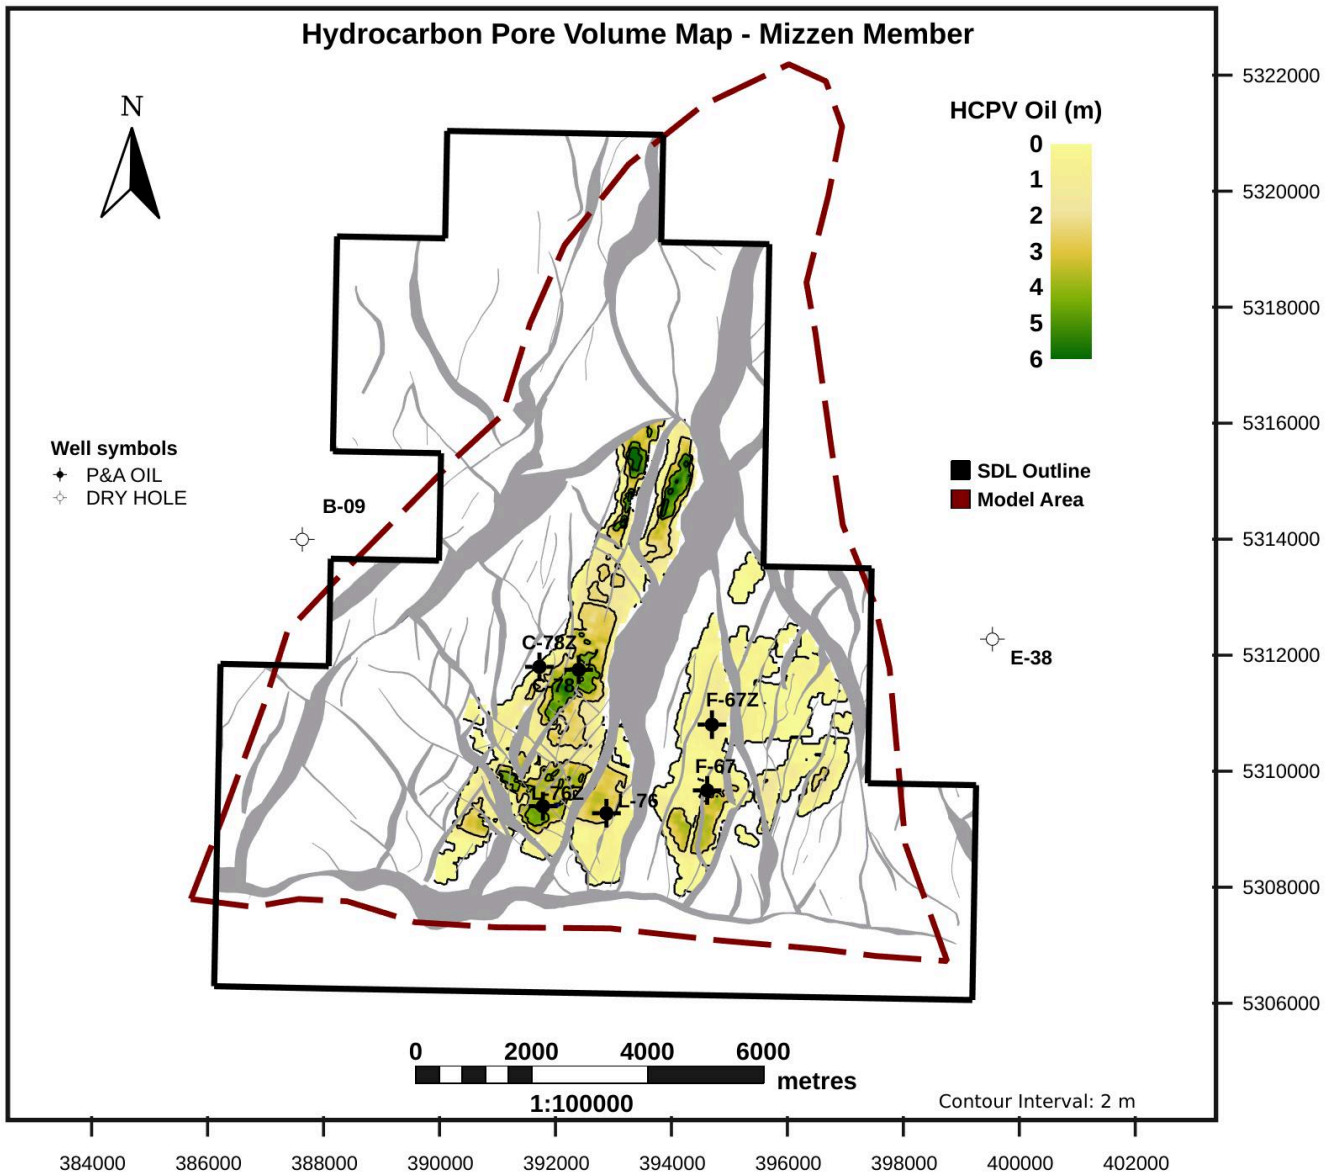 Hydrocarbon Pore Volume Map - Mizzen Member
5322000
N
HCPV Oil (m)
0
1
2
3
4
5
6
5320000
5318000
5316000
Well symbols
P&A OIL
DRY HOLE
SDL Outline
Model Area
B-09
5314000
C-78Z
E-38
5312000
C-78
F-67Z
F-67
5310000
L-76Z
L-76
5308000
5306000
0 2000 4000 6000
metres
1:100000
Contour Interval: 2 m
384000 386000 388000 390000 392000 394000 396000 398000 400000 402000